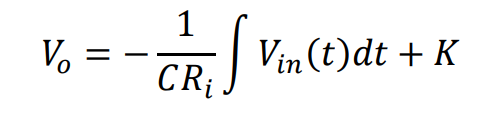 V_o = -\frac{1}{CR_i} \int V_{in}(t)dt + K